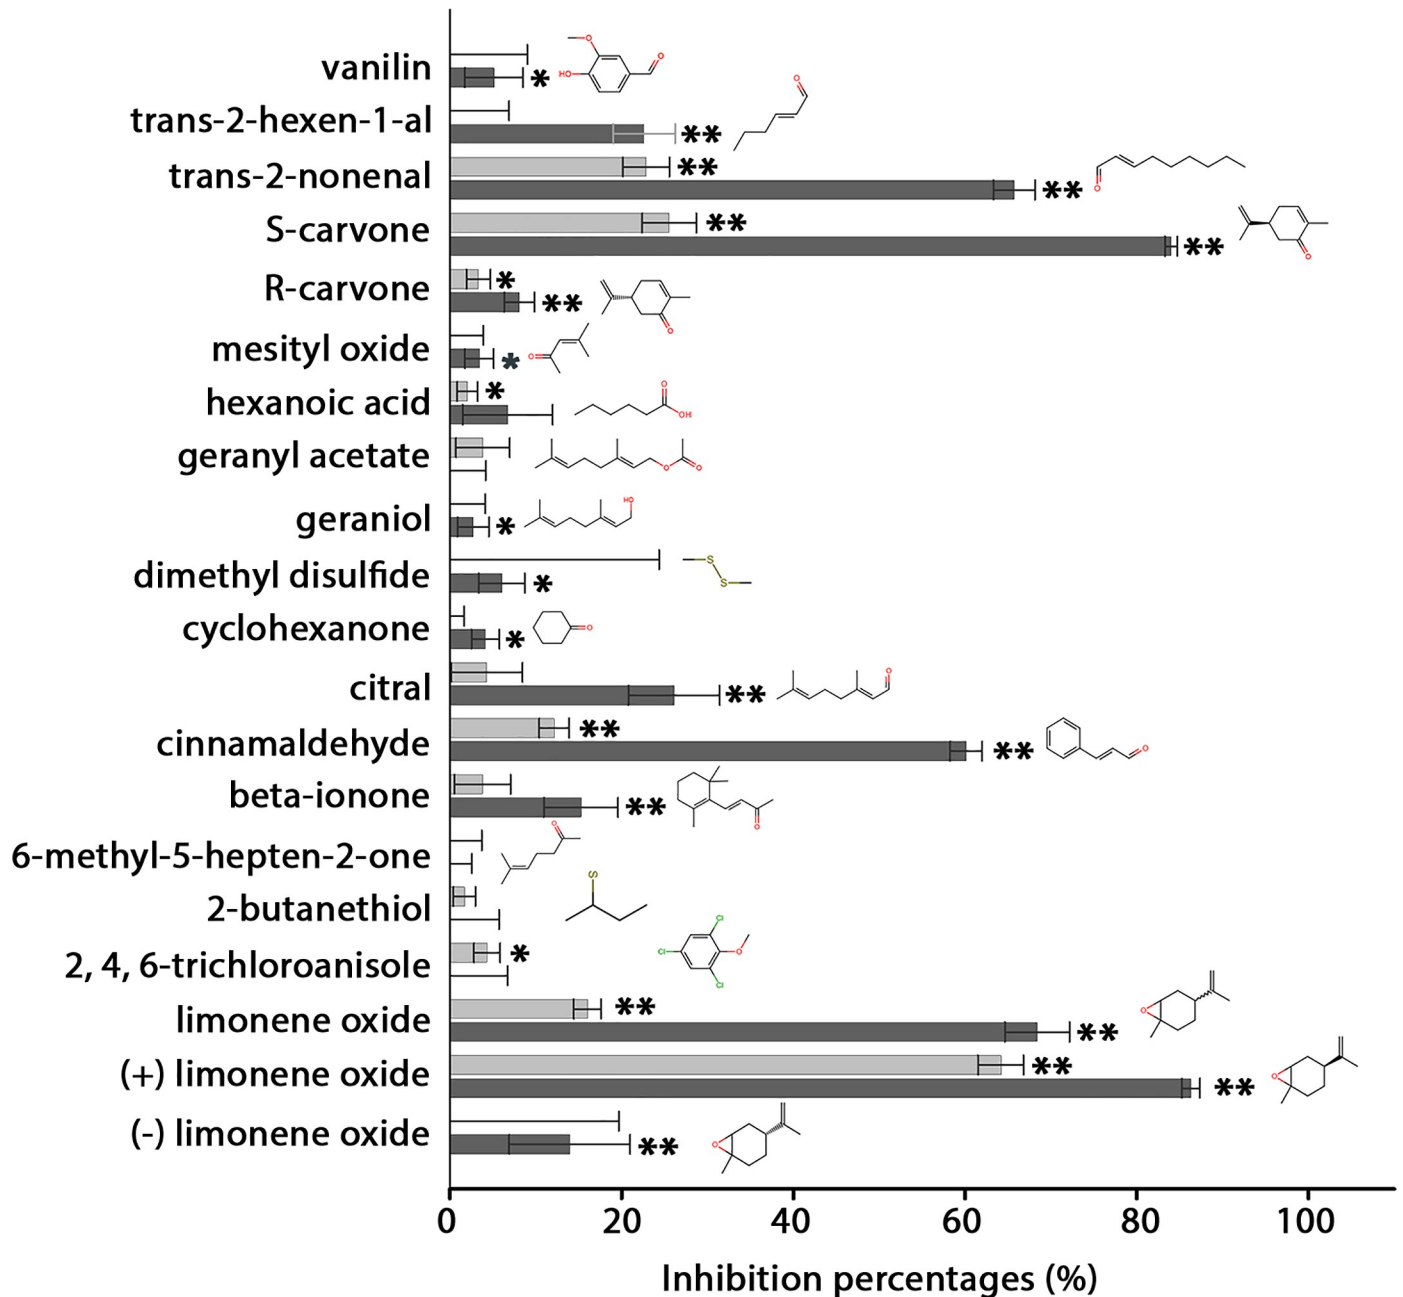 vanilin
*
trans-2-hexen-1-al
**
trans-2-nonenal
**
**
S-carvone
**
**
R-carvone
*
**
mesityl oxide
*
hexanoic acid
*
geranyl acetate
geraniol
*
dimethyl disulfide
*
cyclohexanone
*
citral
**
cinnamaldehyde
**
**
beta-ionone
**
6-methyl-5-hepten-2-one
2-butanethiol
2, 4, 6-trichloroanisole
*
limonene oxide
**
**
(+) limonene oxide
**
**
(-) limonene oxide
**
0 20 40 60 80 100
Inhibition percentages (%)